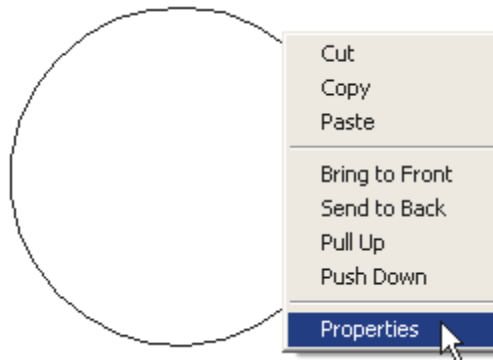 Cut
Copy
Paste
Bring to Front
Send to Back
Pull Up
Push Down
Properties